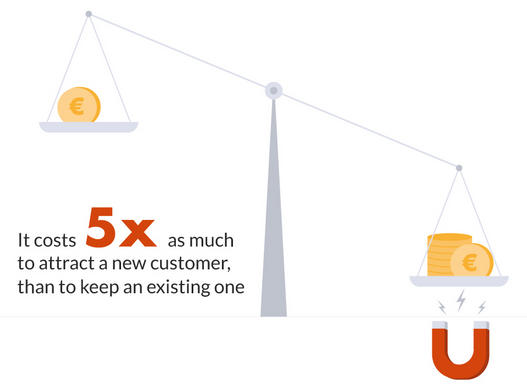 €
€
It costs 5x as much
to attract a new customer,
than to keep an existing one